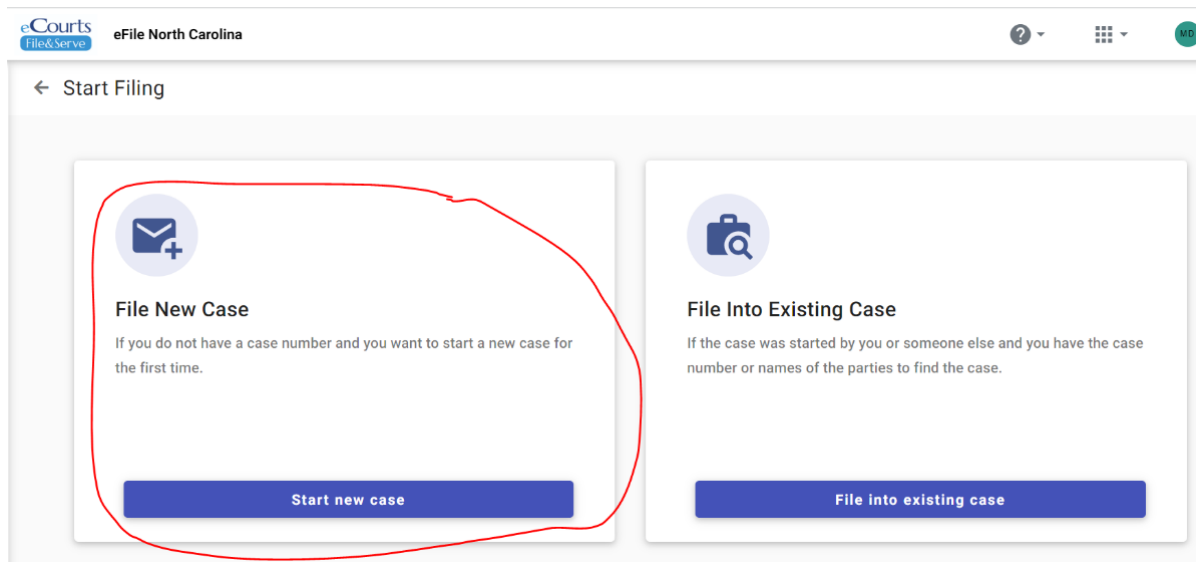 eCourts
File&Serve
eFile North Carolina
MD
Start Filing
File New Case
If you do not have a case number and you want to start a new case for
the first time.
Start new case
File Into Existing Case
If the case was started by you or someone else and you have the case
number or names of the parties to find the case.
File into existing case